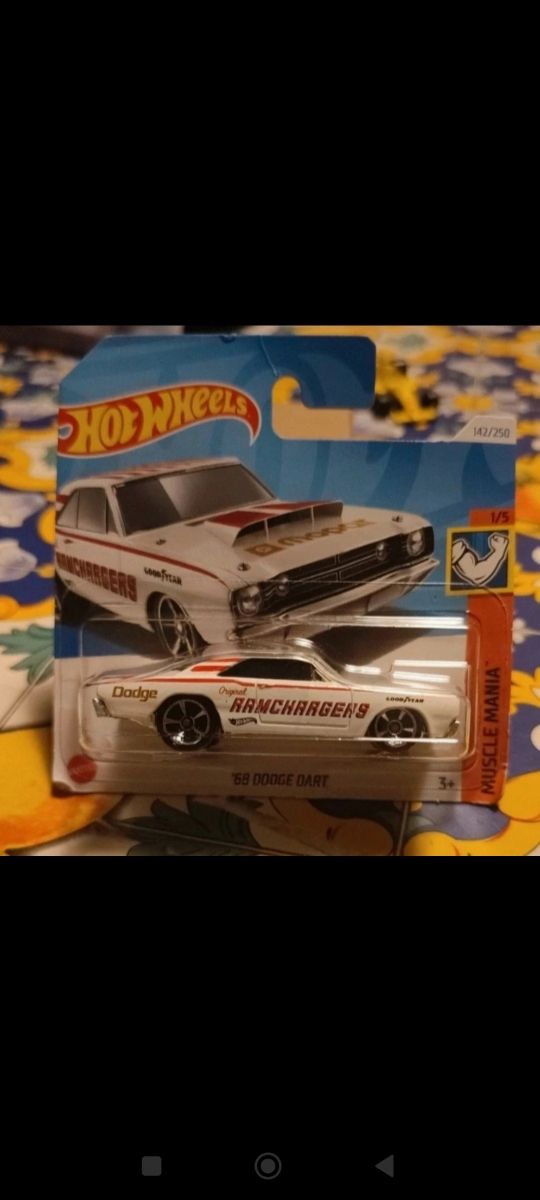 HOT WHEELS
142/250
1/5
MUSCLE MANIA
Mopar
RAMCHARGERS
GOODYEAR
Dodge
Original
RAMCHARGERS
GOODYEAR
'68 DODGE DART
3+